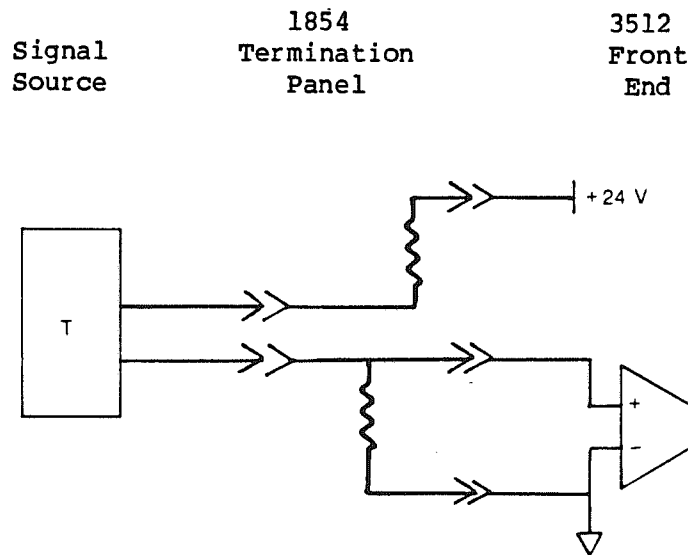 Signal
Source
1854
Termination
Panel
3512
Front
End
+24 V
T
+
-